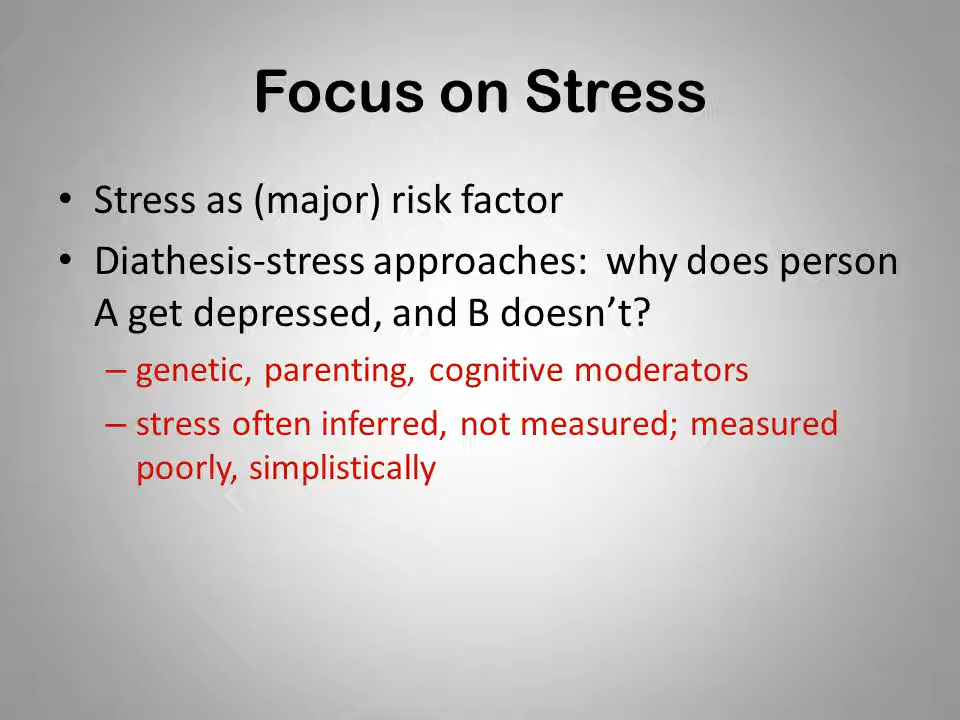 Focus on Stress
• Stress as (major) risk factor
• Diathesis-stress approaches:  why does person
A get depressed, and B doesn’t?
– genetic, parenting, cognitive moderators
– stress often inferred, not measured; measured
poorly, simplistically